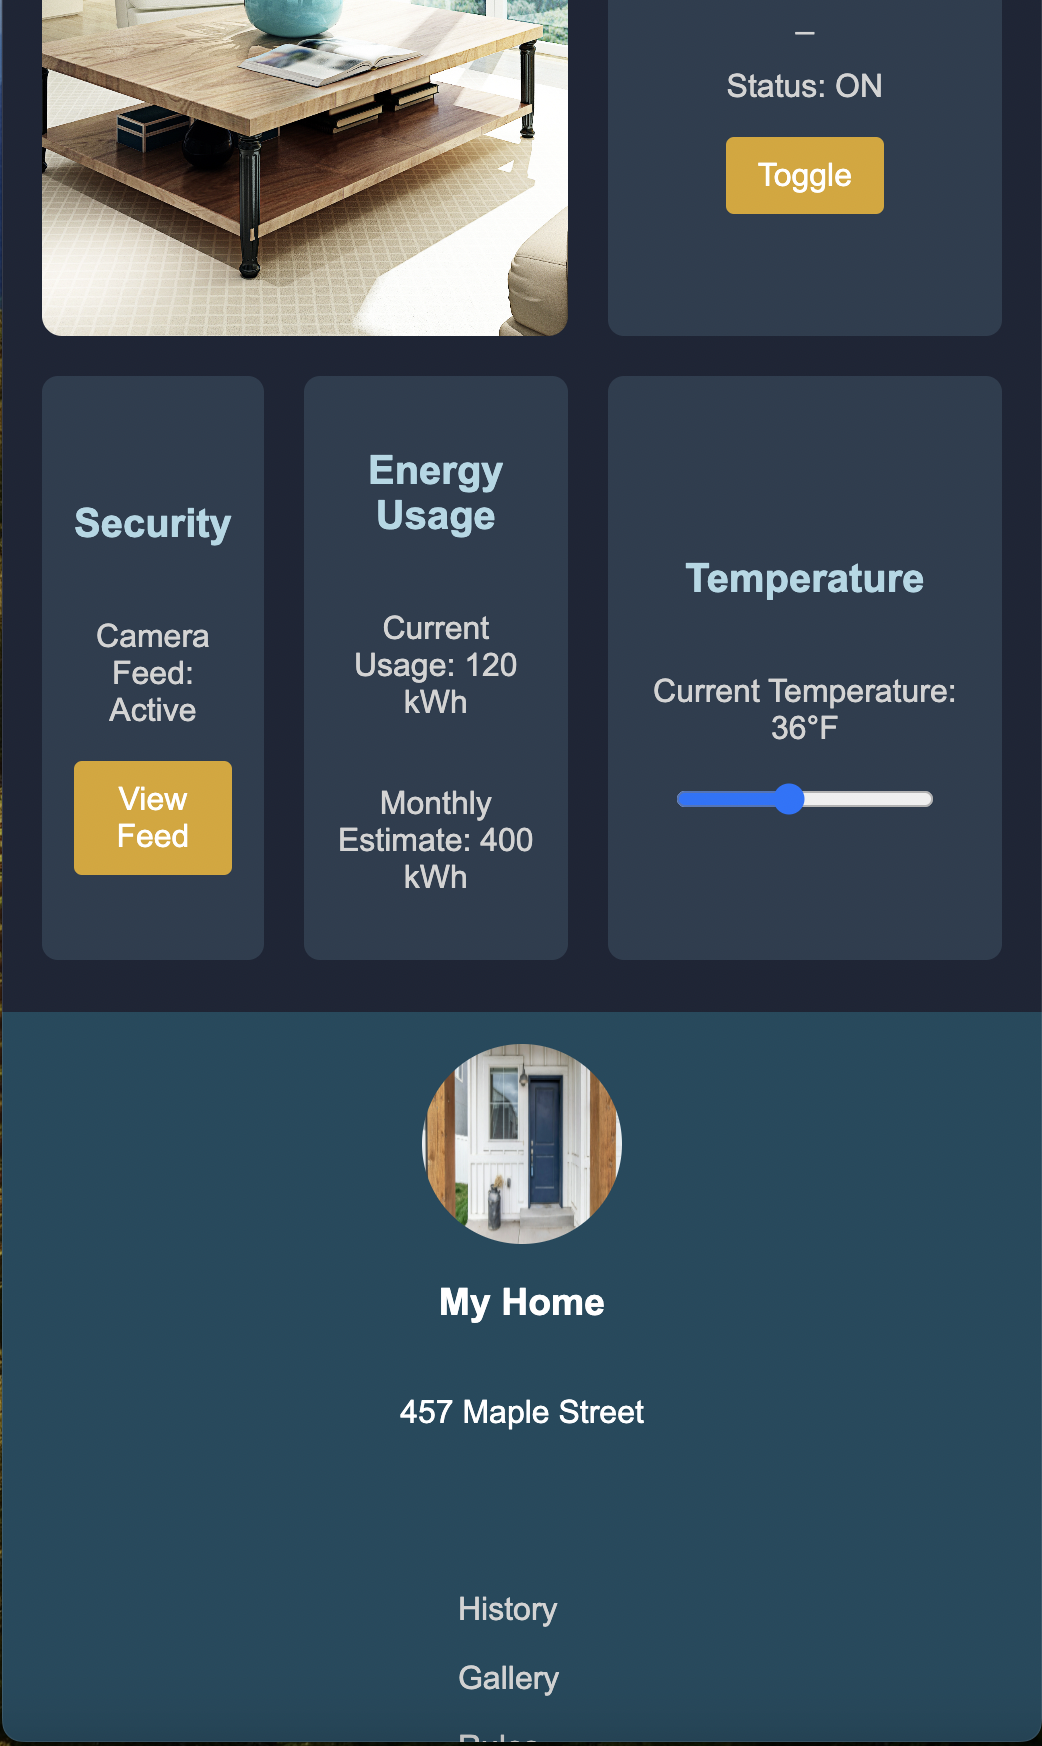 Status: ON
Toggle
Security
Camera
Feed:
Active
View
Feed
Energy
Usage
Current
Usage: 120
kWh
Monthly
Estimate: 400
kWh
Temperature
Current Temperature:
36°F
My Home
457 Maple Street
History
Gallery